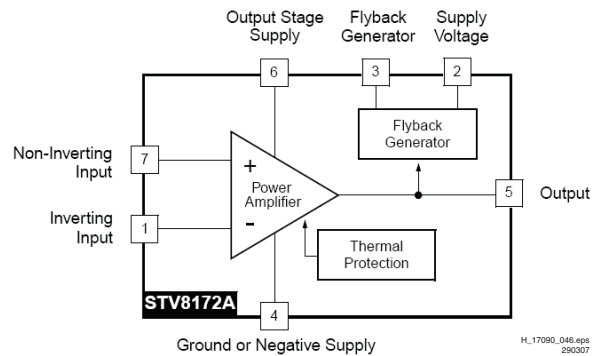 Output Stage
Supply
Flyback
Generator
Supply
Voltage
6
3
2
Flyback
Generator
Non-Inverting
Input
7
+
Power
Amplifier
5
Output
Inverting
Input
1
-
Thermal
Protection
STV8172A
4
Ground or Negative Supply
H_17090_046.eps
290307